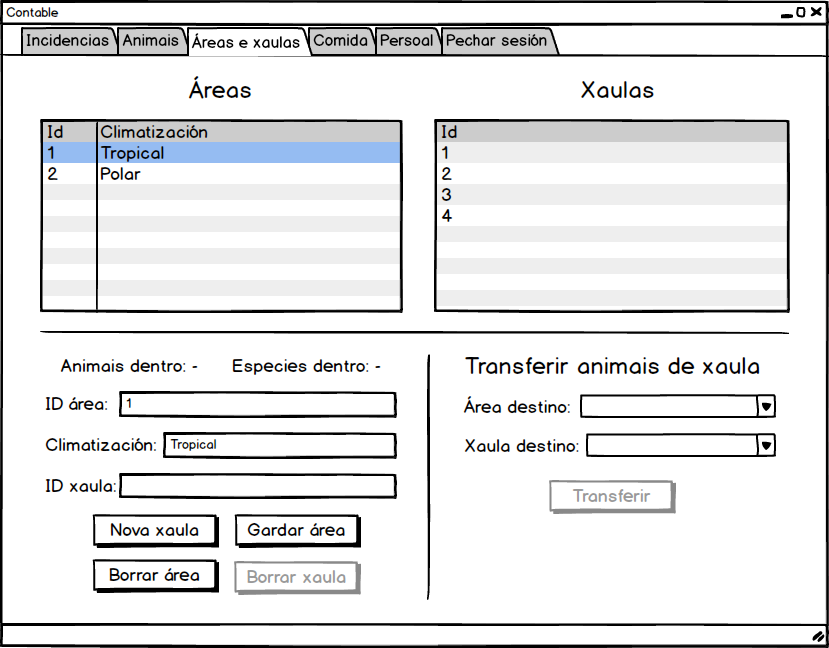 Contable
Incidencias Animais Áreas e xaulas Comida Persoal Pechar sesión
Áreas
Id Climatización
1 Tropical
2 Polar
Xaulas
Id
1
2
3
4
Animais dentro: - Especies dentro: -
ID área: 1
Climatización: Tropical
ID xaula:
Nova xaula Gardar área
Borrar área Borrar xaula
Transferir animais de xaula
Área destino:
Xaula destino:
Transferir